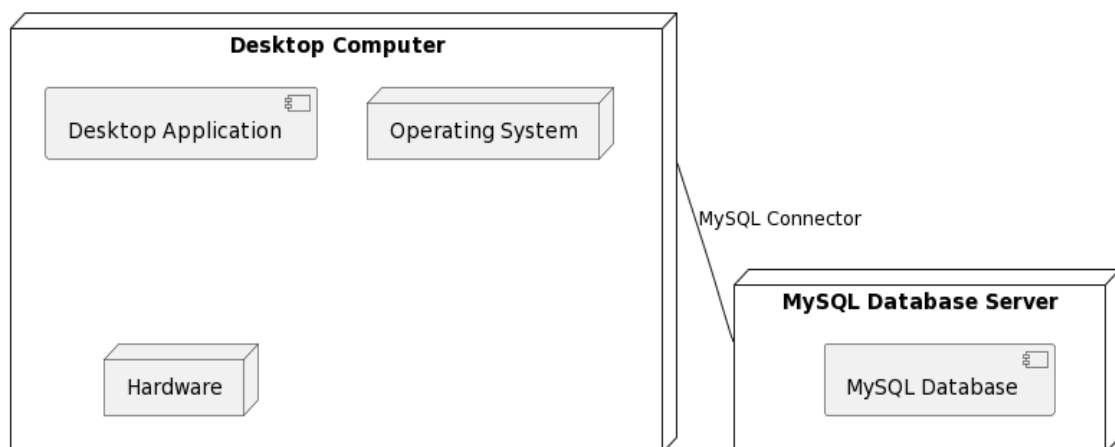 Desktop Computer
Desktop Application
Operating System
MySQL Connector
MySQL Database Server
Hardware
MySQL Database